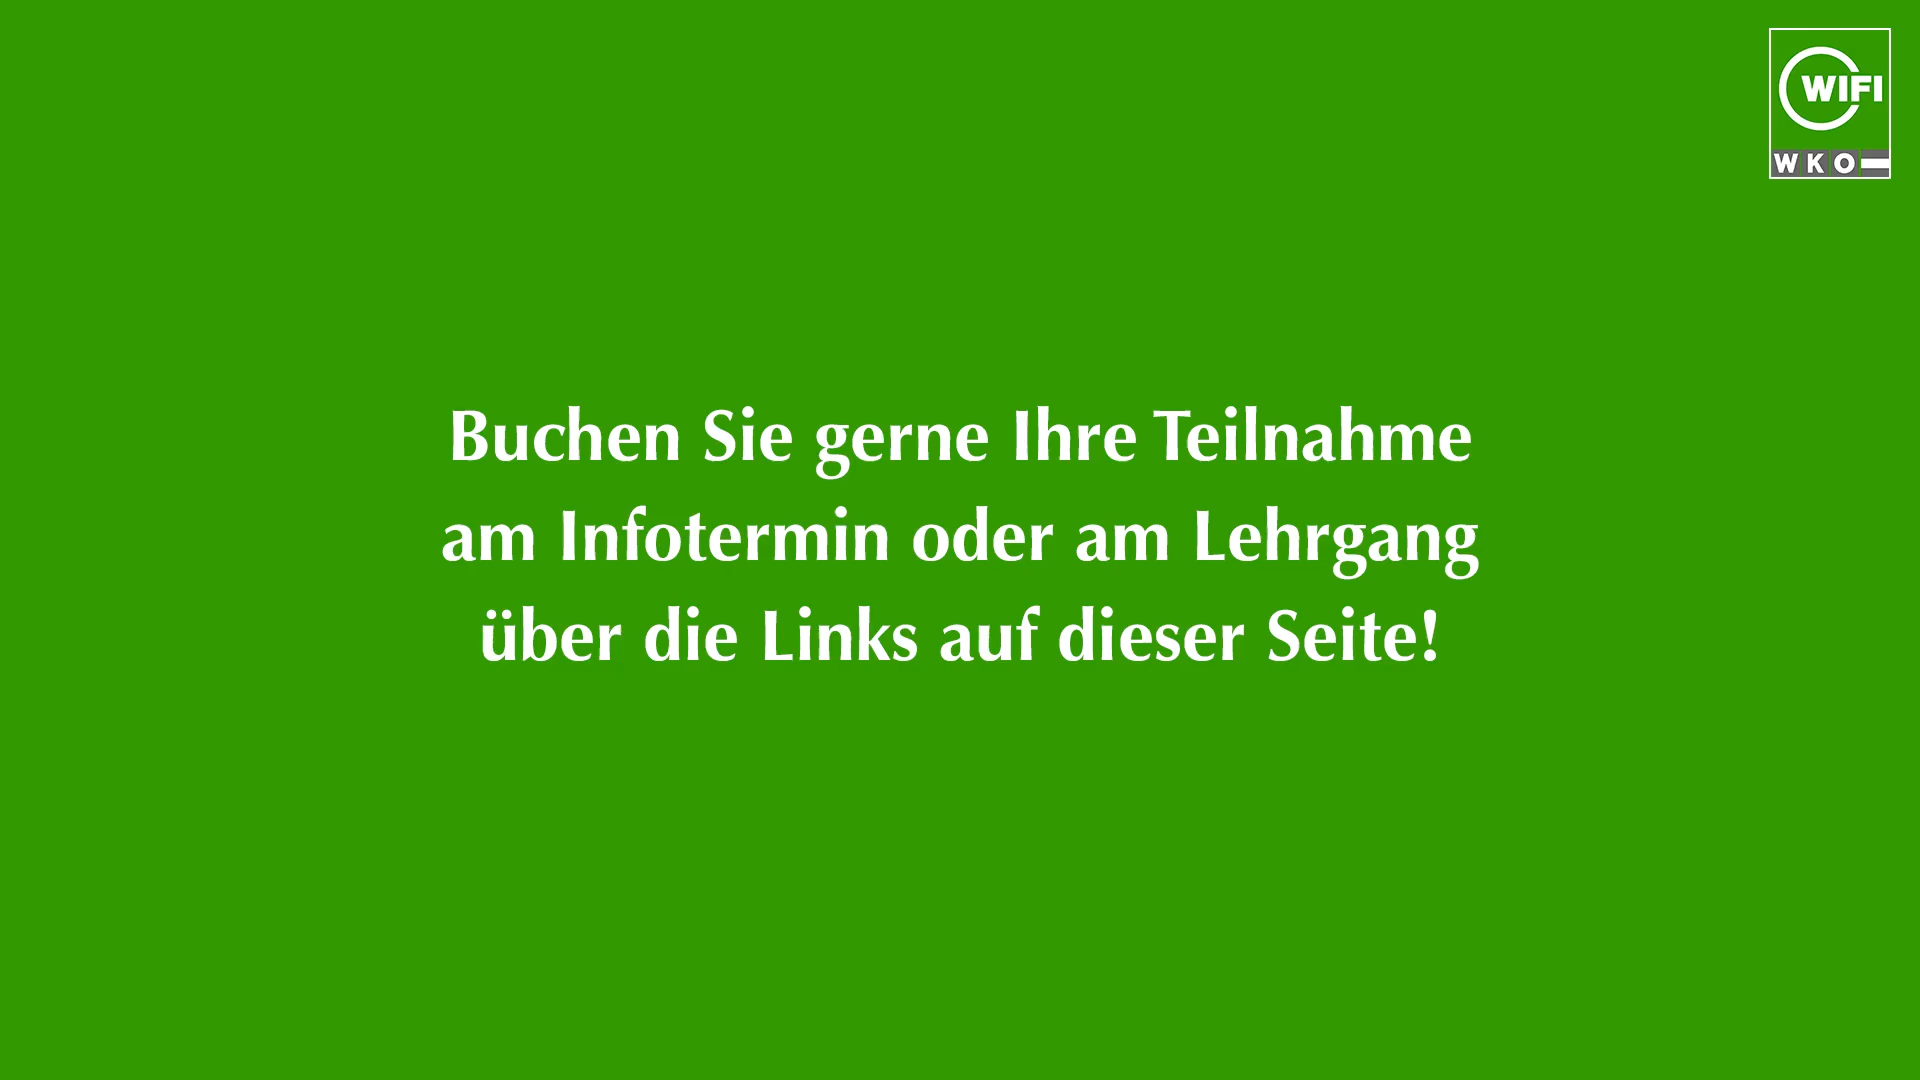 WIFI
WKO
Buchen Sie gerne Ihre Teilnahme
am Infotermin oder am Lehrgang
über die Links auf dieser Seite!